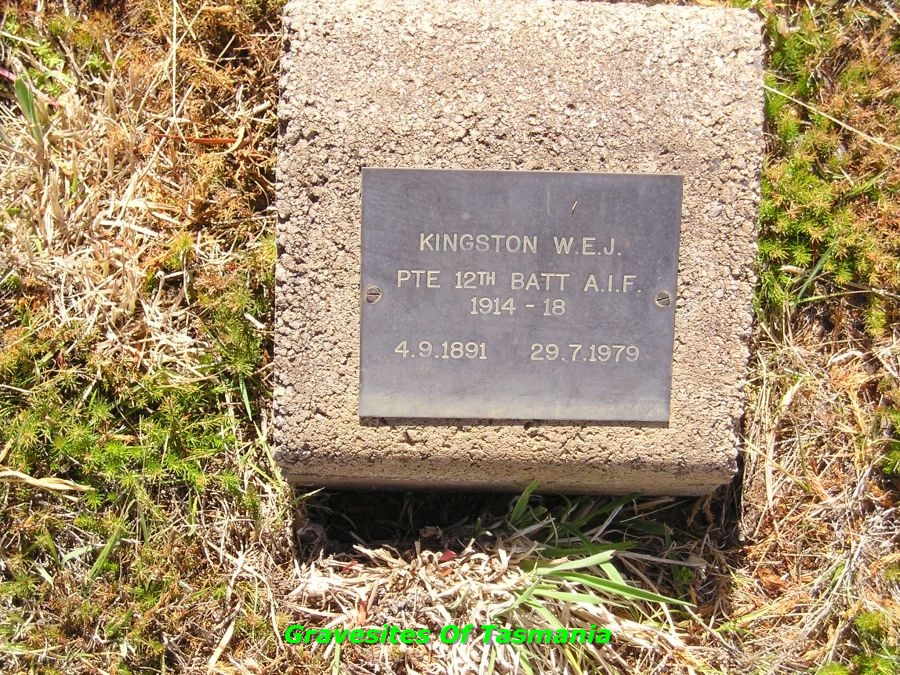 KINGSTON W.E.J.
PTE 12TH BATT A.I.F.
1914 - 18
4.9.1891 29.7.1979
Gravesites Of Tasmania